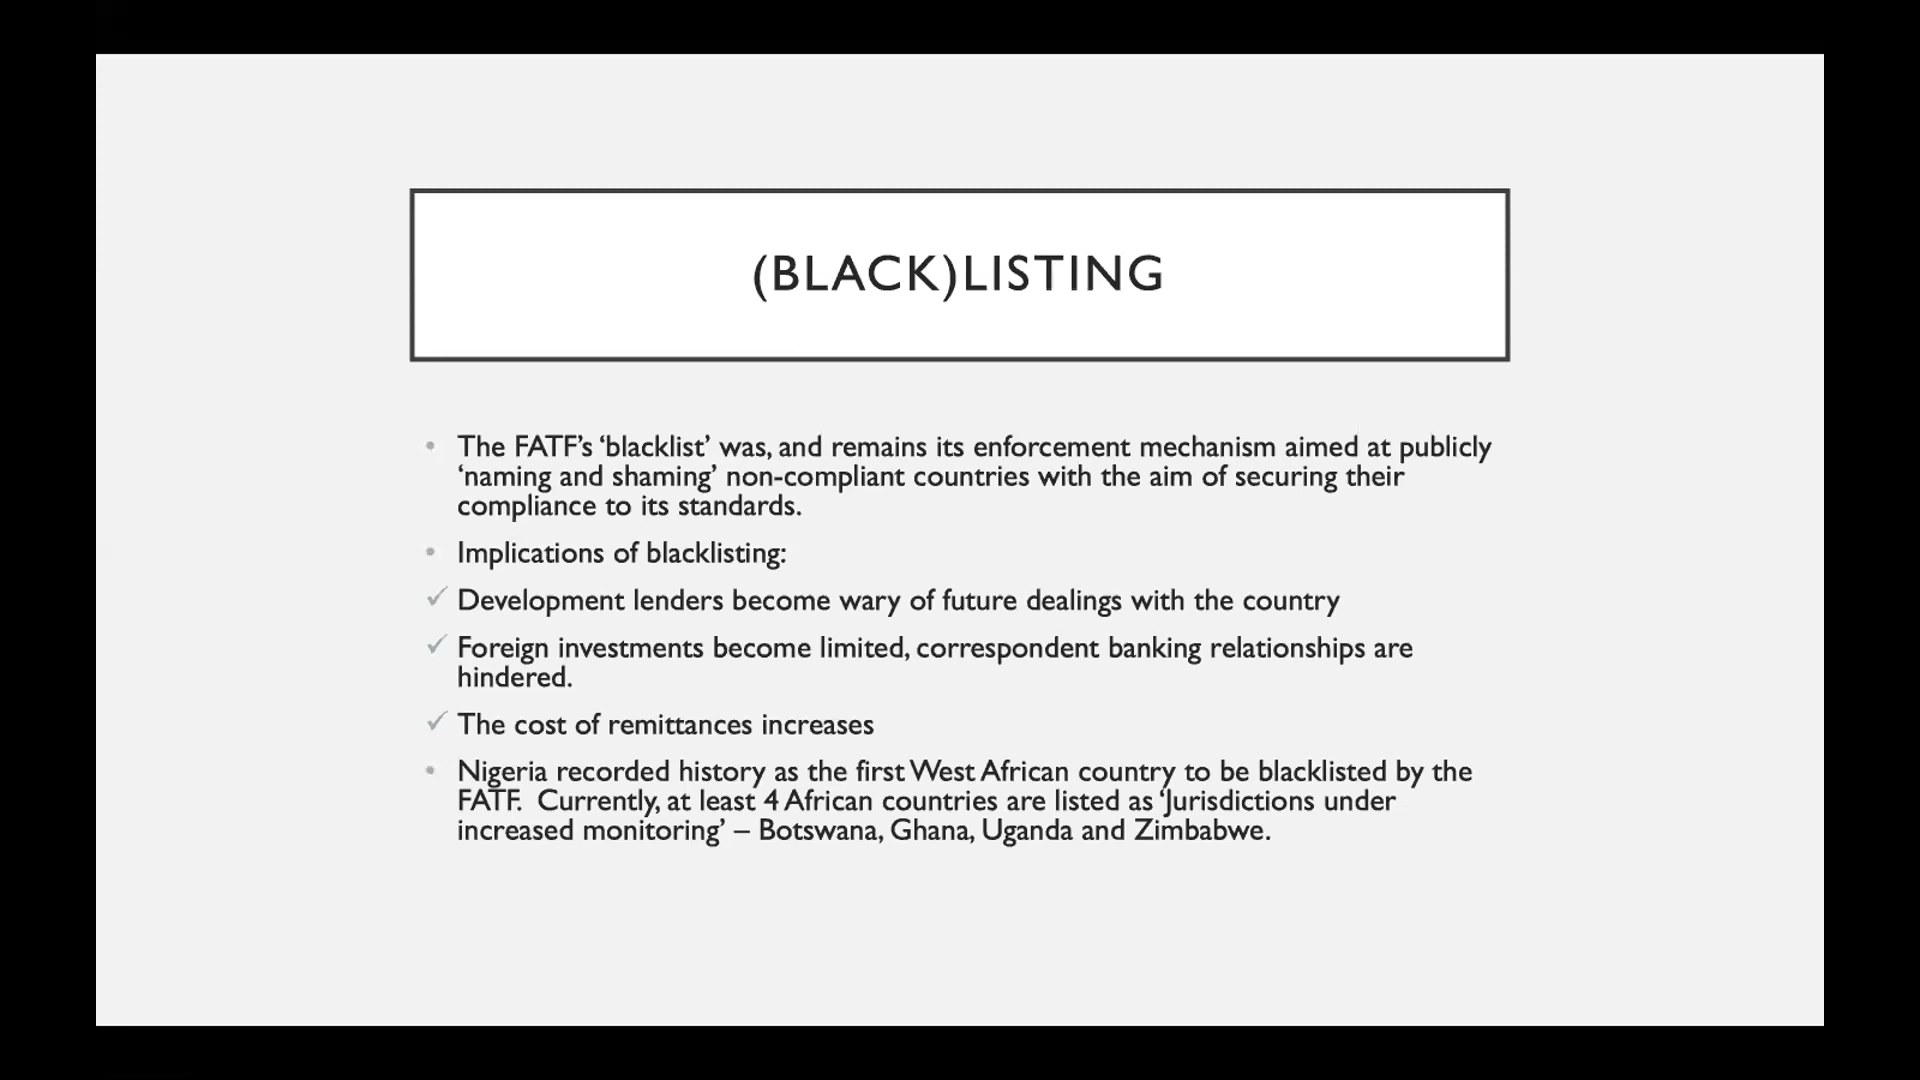 (BLACK)LISTING
• The FATF’s ‘blacklist’ was, and remains its enforcement mechanism aimed at publicly
‘naming and shaming’ non-compliant countries with the aim of securing their
compliance to its standards.
• Implications of blacklisting:
✓ Development lenders become wary of future dealings with the country
✓ Foreign investments become limited, correspondent banking relationships are
hindered.
✓ The cost of remittances increases
• Nigeria recorded history as the first West African country to be blacklisted by the
FATF.  Currently, at least 4 African countries are listed as ‘Jurisdictions under
increased monitoring’ – Botswana, Ghana, Uganda and Zimbabwe.